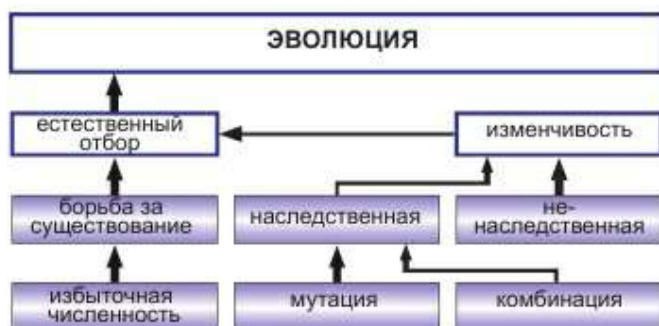 ЭВОЛЮЦИЯ
естественный
отбор
изменчивость
борьба за
существование
наследственная
не-
наследственная
избыточная
численность
мутация
комбинация